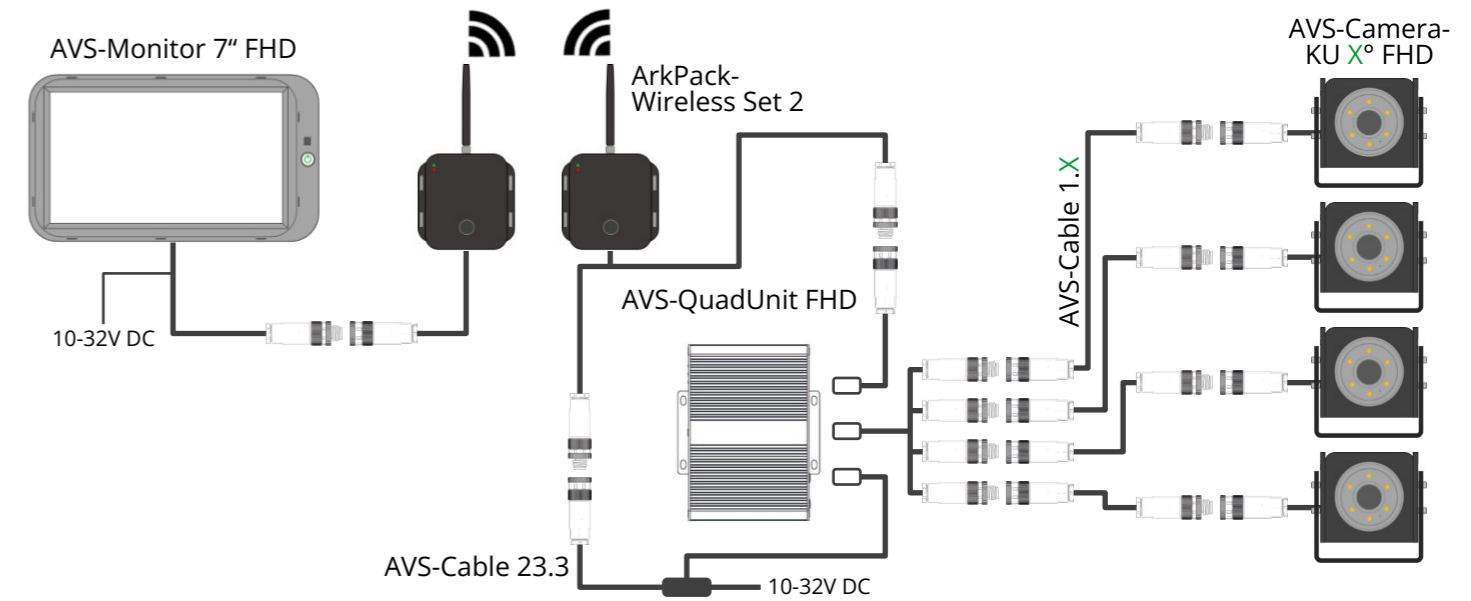 AVS-Monitor 7“ FHD
10-32V DC
ArkPack-
Wireless Set 2
AVS-QuadUnit FHD
AVS-Cable 23.3
10-32V DC
AVS-Cable 1.X
AVS-Camera-
KU X° FHD